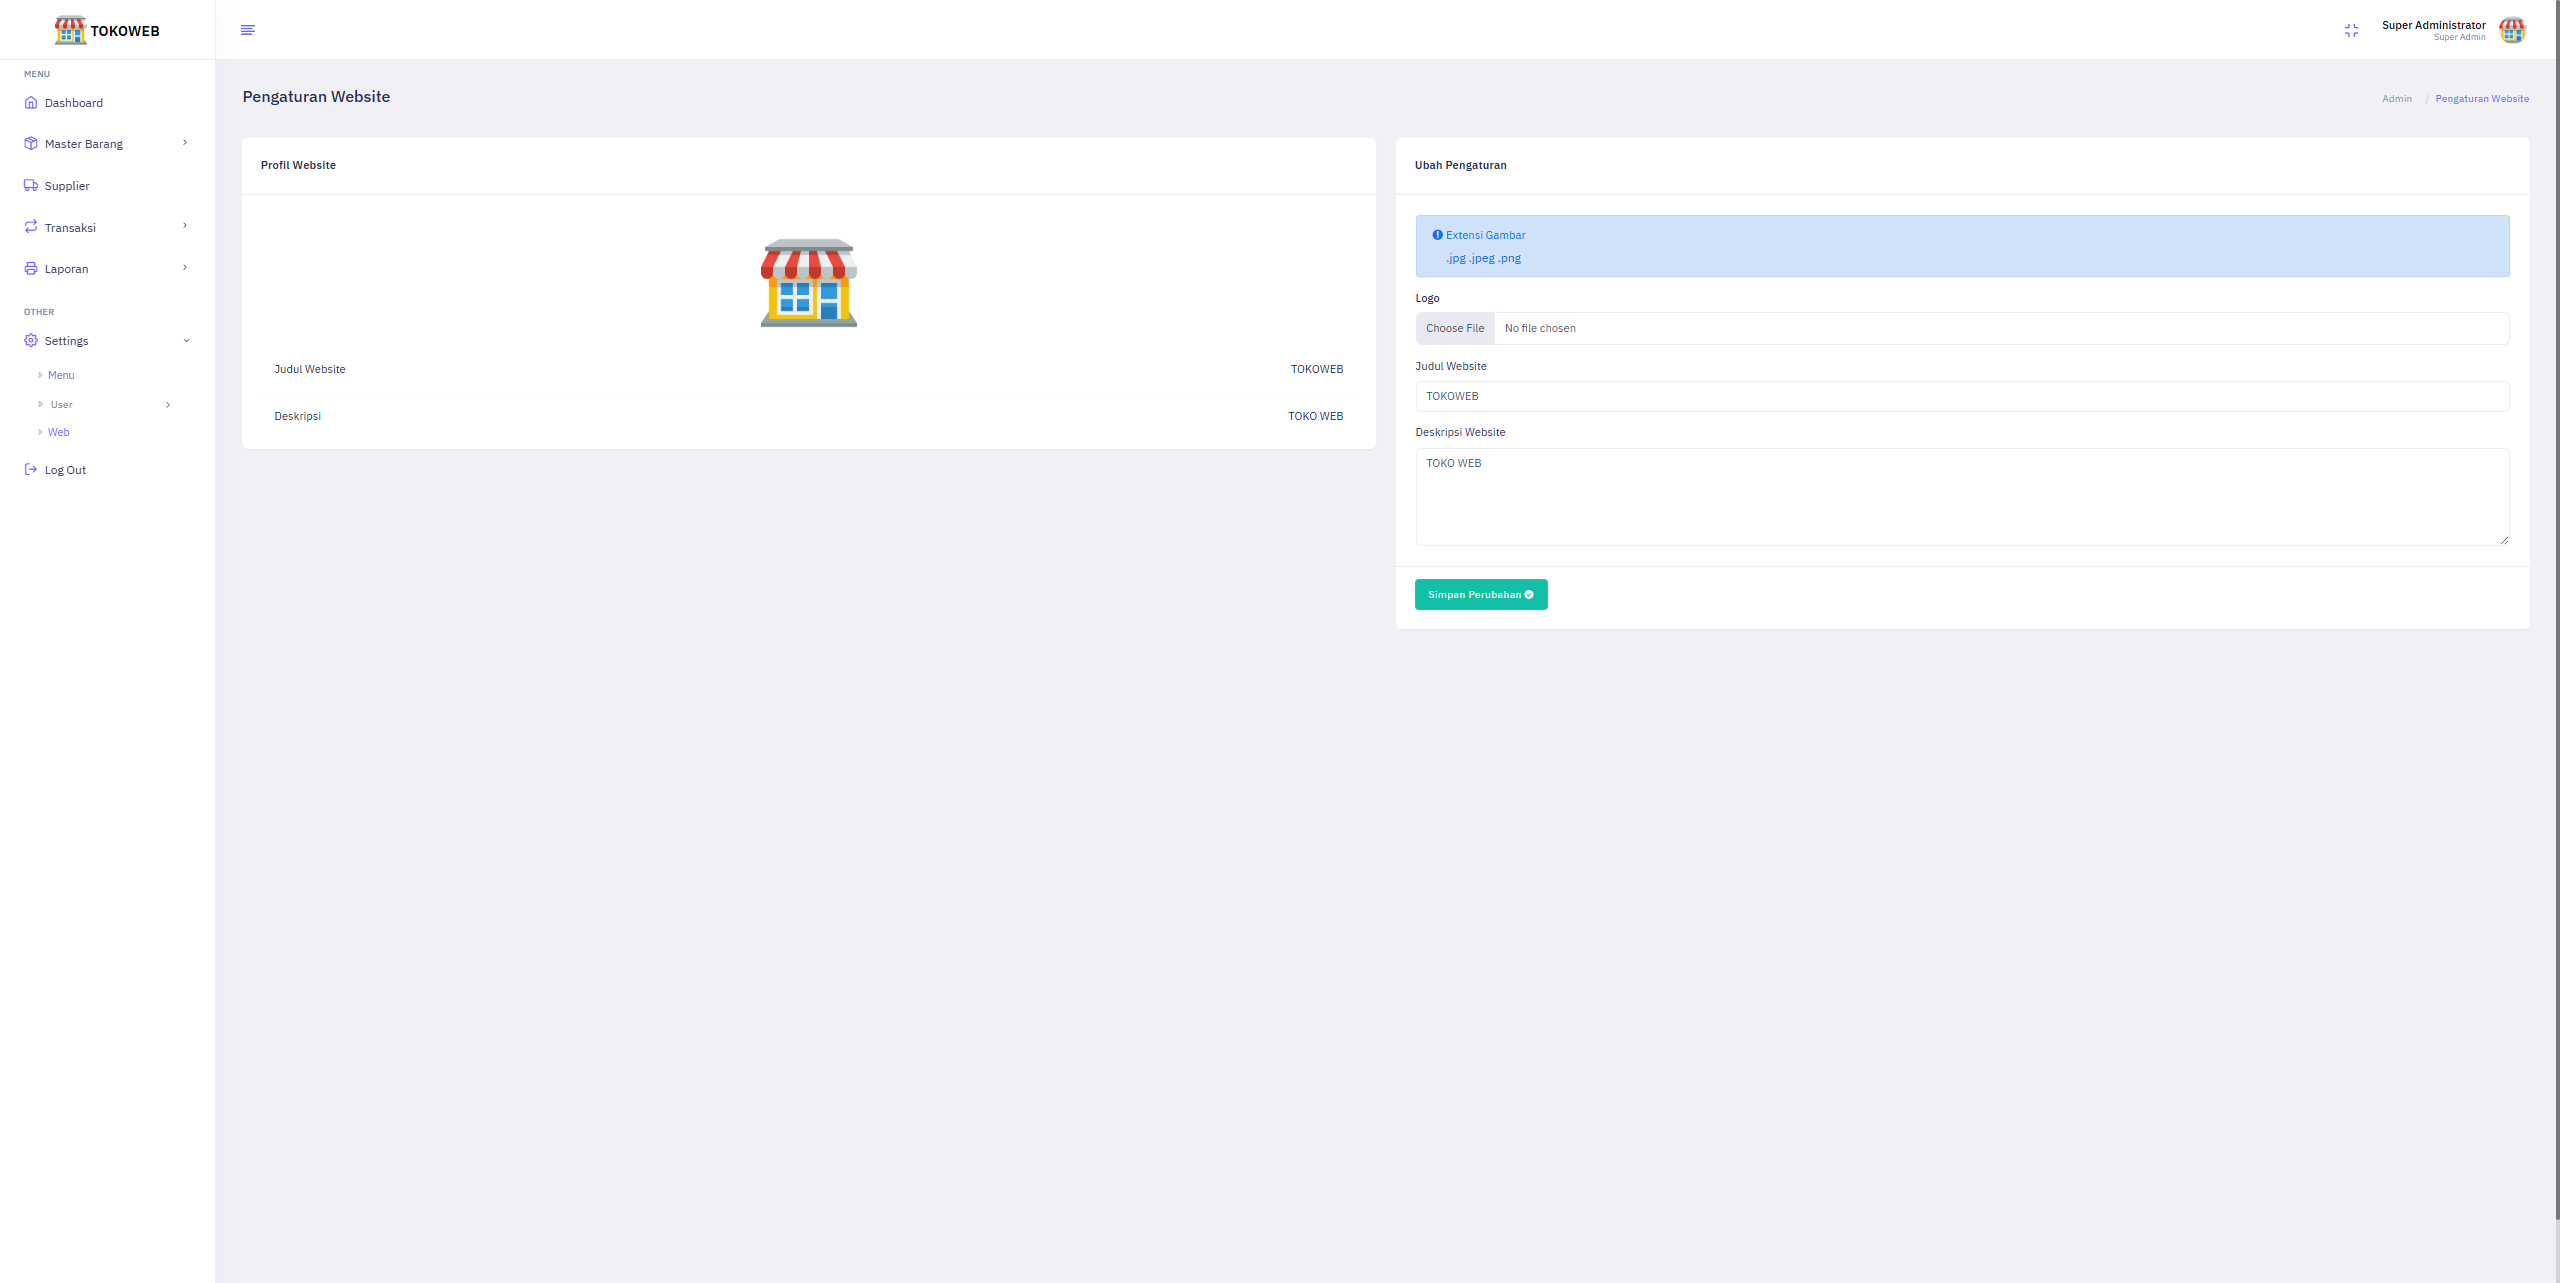 TOKOWEB
MENU
Dashboard
Master Barang
Supplier
Transaksi
Laporan
OTHER
Settings
Menu
User
Web
Log Out
Super Administrator
Super Admin
Pengaturan Website
Admin / Pengaturan Website
Profil Website
Judul Website TOKOWEB
Deskripsi TOKO WEB
Ubah Pengaturan
Extensi Gambar
.jpg .jpeg .png
Logo
Choose File No file chosen
Judul Website
TOKOWEB
Deskripsi Website
TOKO WEB
Simpan Perubahan